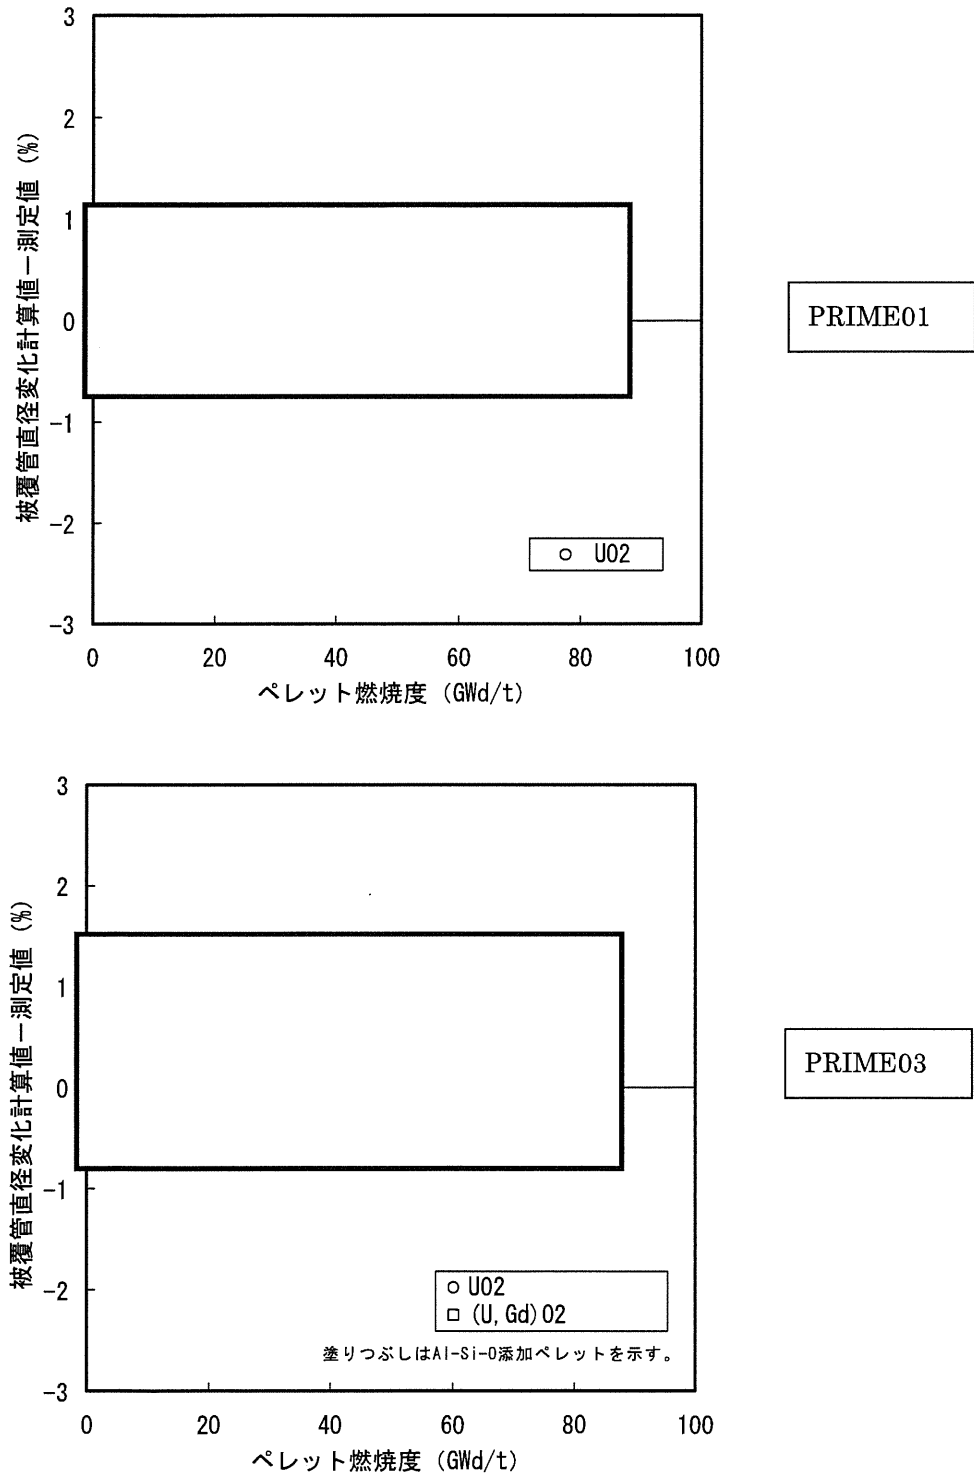 3
2
1
0
-1
-2
-3
被覆管直径変化計算値－測定値 (%)
PRIME01
○ UO2
0 20 40 60 80 100
ペレット燃焼度 (GWd/t)
3
2
1
0
-1
-2
-3
被覆管直径変化計算値－測定値 (%)
PRIME03
○ UO2
□ (U,Gd)O2
塗りつぶしはAl-Si-O添加ペレットを示す。
0 20 40 60 80 100
ペレット燃焼度 (GWd/t)